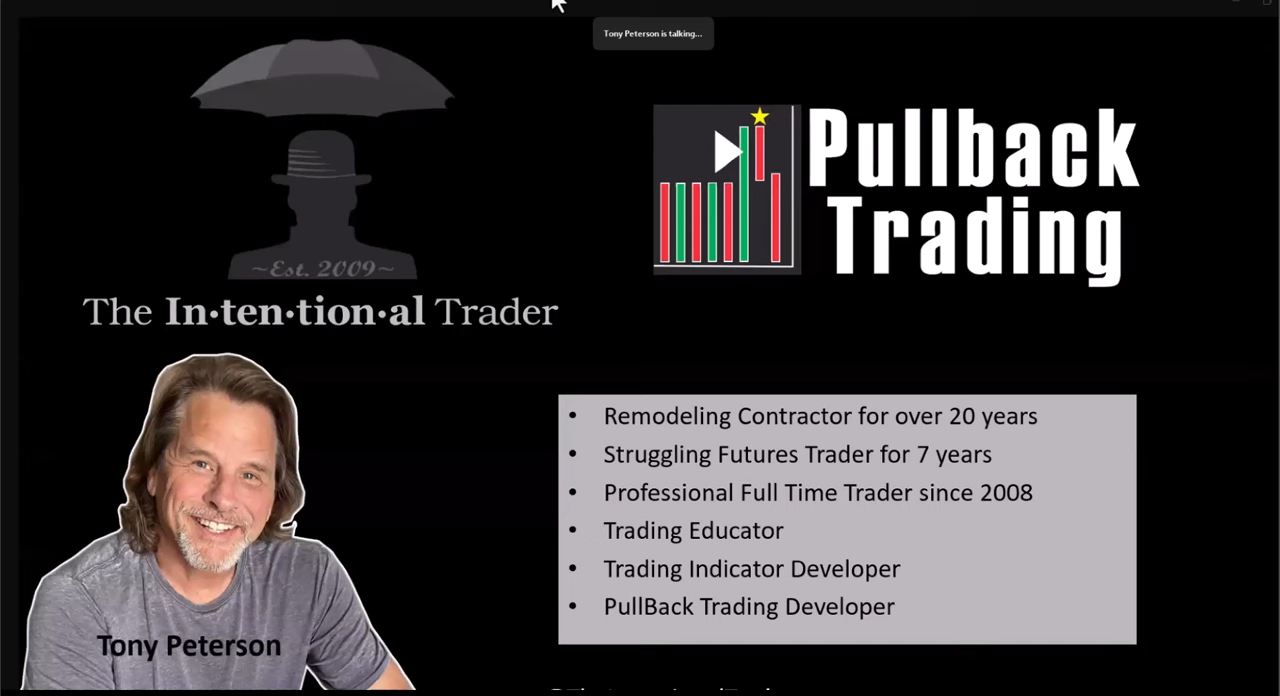 Tony Peterson is talking...
~Est. 2009~
The In•ten•tion•al Trader
Pullback
Trading
• Remodeling Contractor for over 20 years
• Struggling Futures Trader for 7 years
• Professional Full Time Trader since 2008
• Trading Educator
• Trading Indicator Developer
• PullBack Trading Developer
Tony Peterson